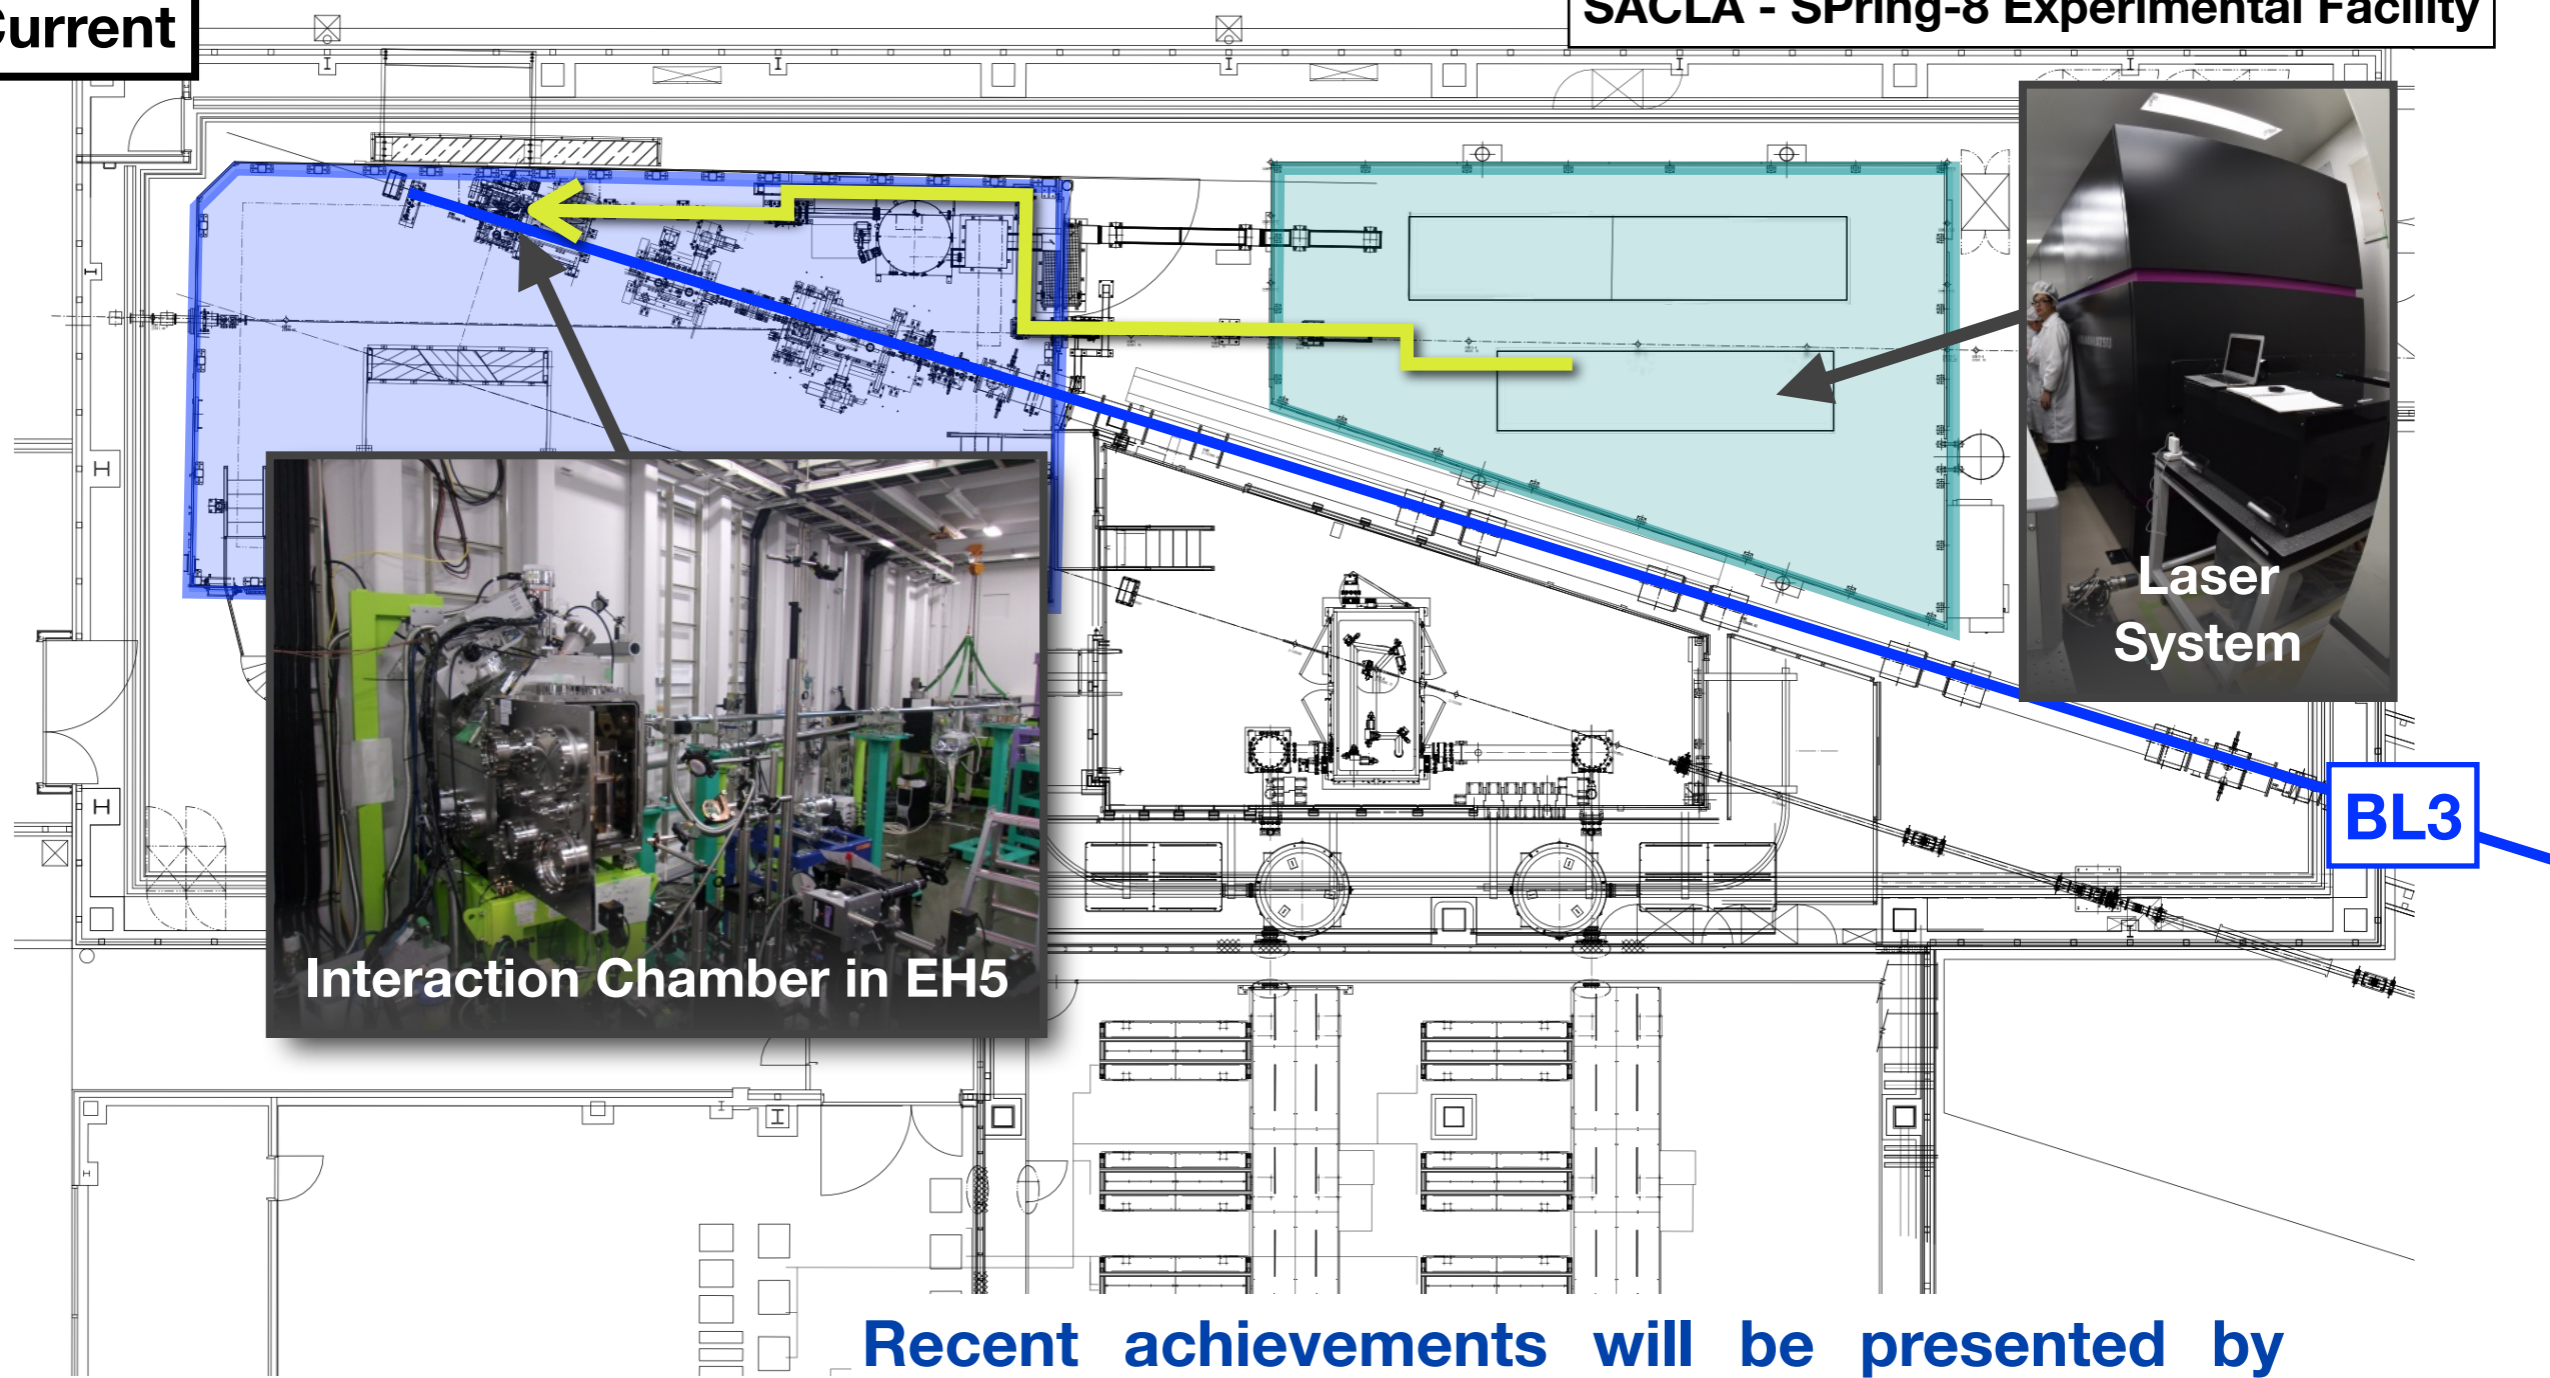 Current
SACLA - SPring-8 Experimental Facility
Laser
System
BL3
Interaction Chamber in EH5
Recent achievements will be presented by